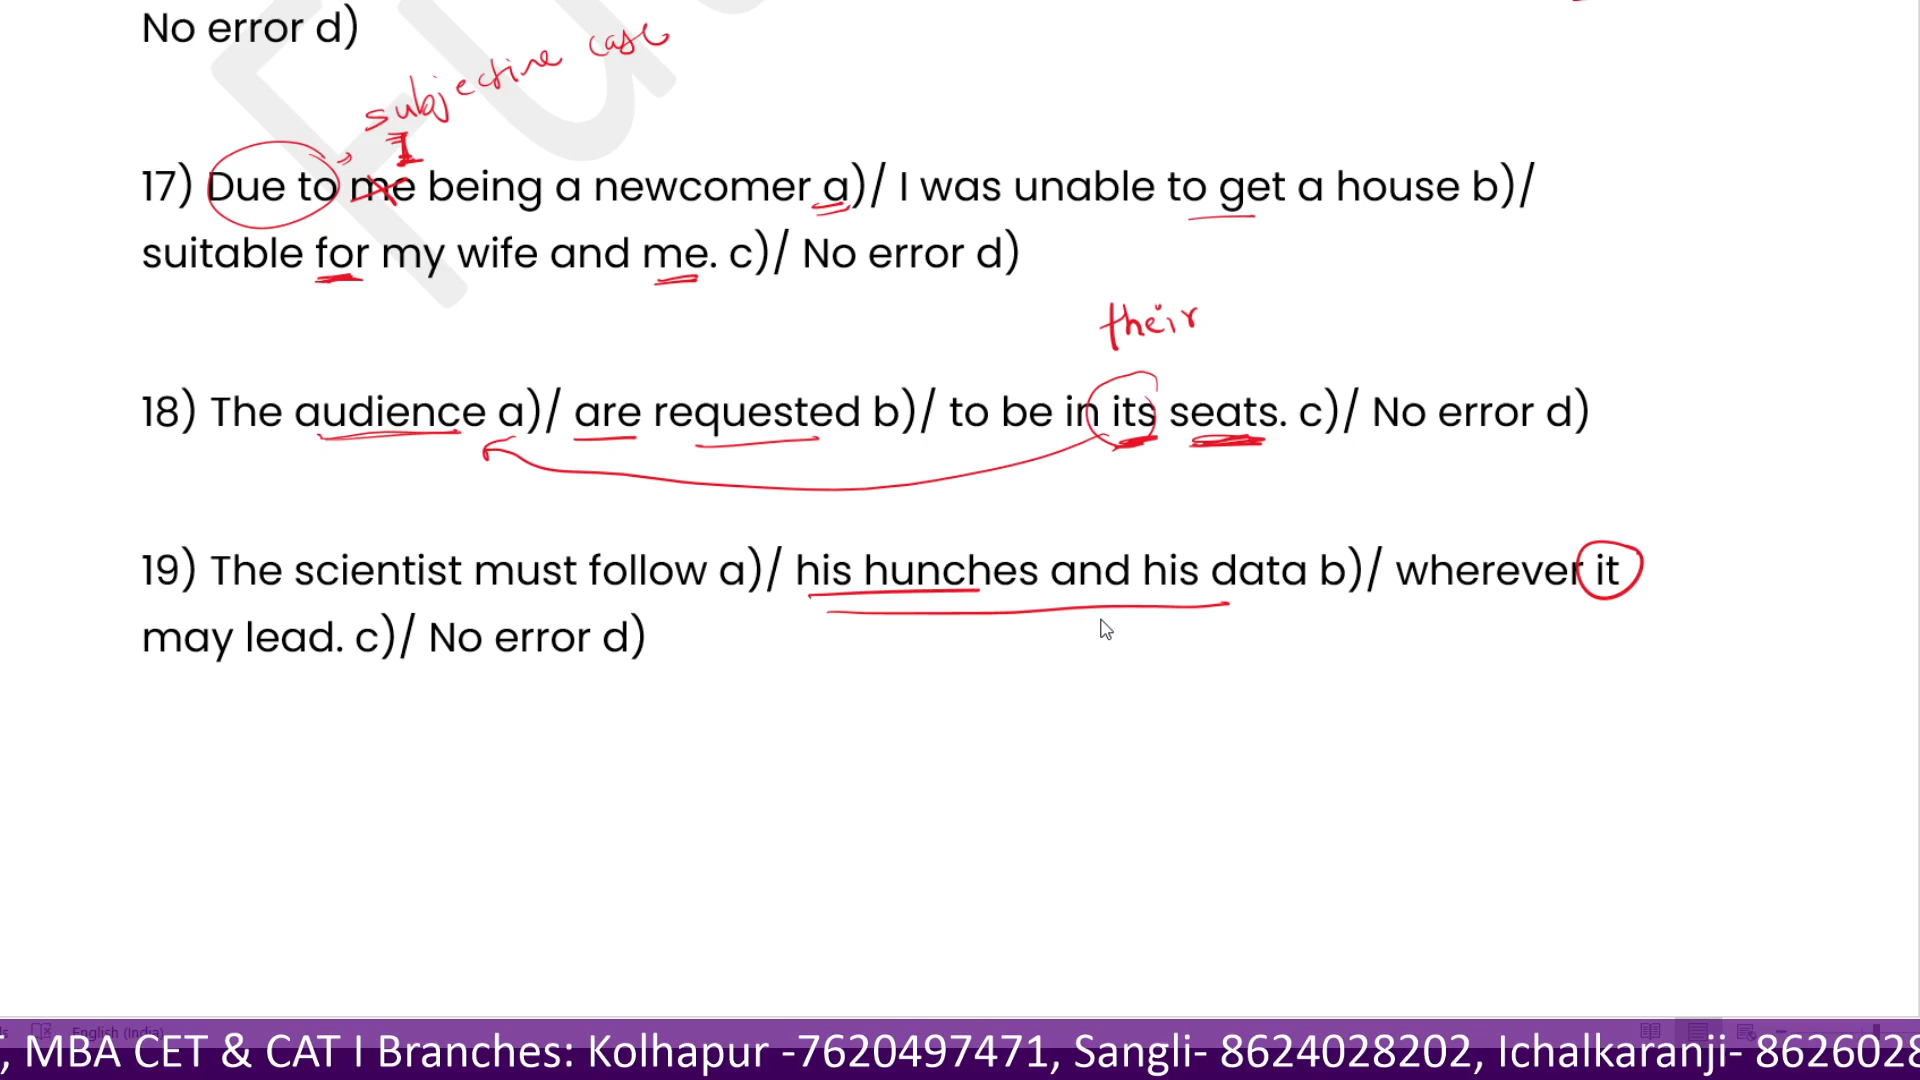 No error d)
subjective case
I
17) Due to me being a newcomer a)/ I was unable to get a house b)/
suitable for my wife and me. c)/ No error d)
their
18) The audience a)/ are requested b)/ to be in its seats. c)/ No error d)
19) The scientist must follow a)/ his hunches and his data b)/ wherever it
may lead. c)/ No error d)
English (India)
, MBA CET & CAT I Branches: Kolhapur -7620497471, Sangli- 8624028202, Ichalkaranji- 862602